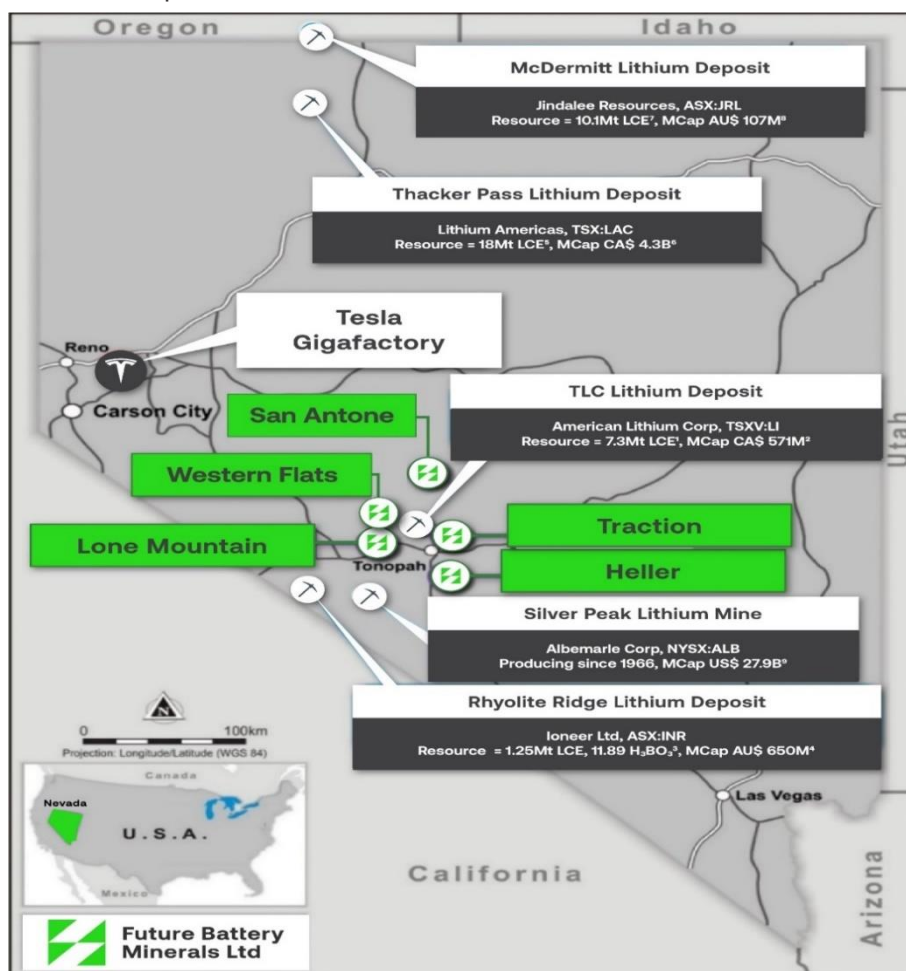 Oregon
Idaho
McDermitt Lithium Deposit
Jindalee Resources, ASX:JRL
Resource = 10.1Mt LCE⁷, MCap AU$ 107M⁸
Thacker Pass Lithium Deposit
Lithium Americas, TSX:LAC
Resource = 18Mt LCE⁵, MCap CA$ 4.3B⁶
Tesla
Gigafactory
Reno
Carson City
TLC Lithium Deposit
American Lithium Corp, TSXV:LI
Resource = 7.3Mt LCE¹, MCap CA$ 571M²
Utah
San Antone
Western Flats
Lone Mountain
Tonopah
Traction
Heller
Silver Peak Lithium Mine
Albemarle Corp, NYSX:ALB
Producing since 1966, MCap US$ 27.9B⁹
Rhyolite Ridge Lithium Deposit
Ioneer Ltd, ASX:INR
Resource = 1.25Mt LCE, 11.89 H₃BO₃³, MCap AU$ 650M⁴
N
0 100km
Projection: Longitude/Latitude (WGS 84)
Canada
Nevada
U.S.A.
Mexico
Las Vegas
California
Arizona
Future Battery
Minerals Ltd